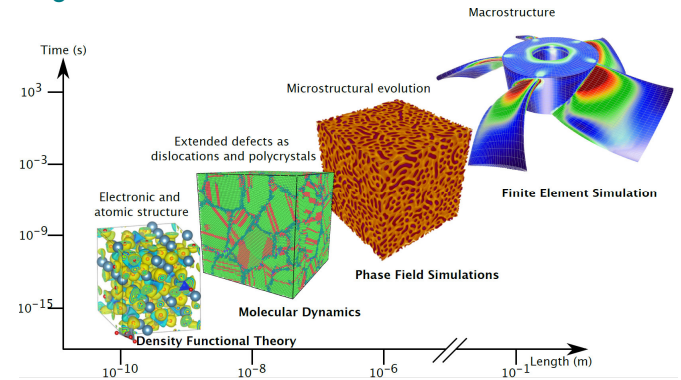 Macrostructure
Time (s)
10³
Microstructural evolution
Extended defects as
dislocations and polycrystals
10⁻³
Finite Element Simulation
Electronic and
atomic structure
10⁻⁹
Phase Field Simulations
10⁻¹⁵
Molecular Dynamics
Density Functional Theory
Length (m)
10⁻¹⁰
10⁻⁸
10⁻⁶
10⁻¹